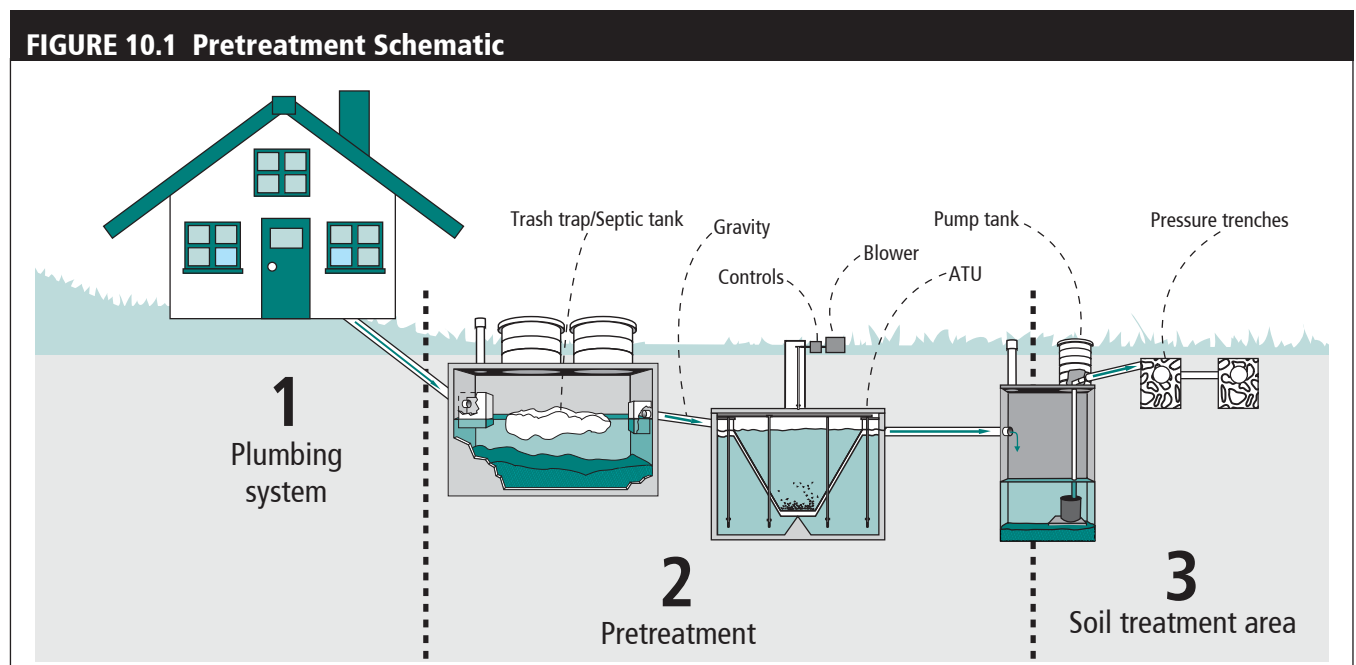 FIGURE 10.1 Pretreatment Schematic
Trash trap/Septic tank
Gravity
Controls
Blower
ATU
Pump tank
Pressure trenches
1
Plumbing
system
2
Pretreatment
3
Soil treatment area